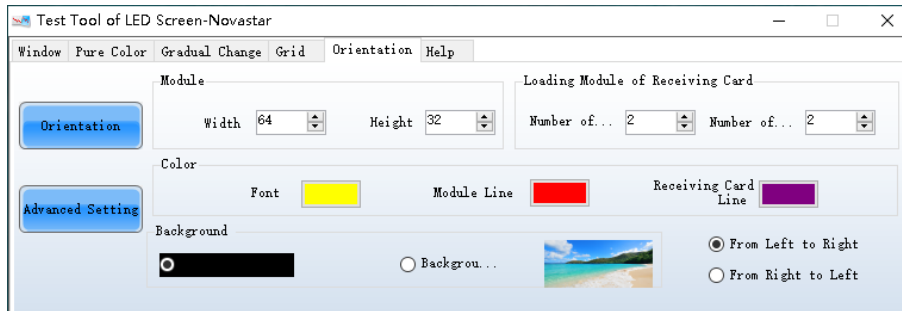 Test Tool of LED Screen-Novastar
Window Pure Color Gradual Change Grid Orientation Help
Module
Loading Module of Receiving Card
Orientation
Width 64 Height 32 Number of... 2 Number of... 2
Color
Font Module Line Receiving Card Line
Advanced Setting
Background
Backgrou...
From Left to Right
From Right to Left